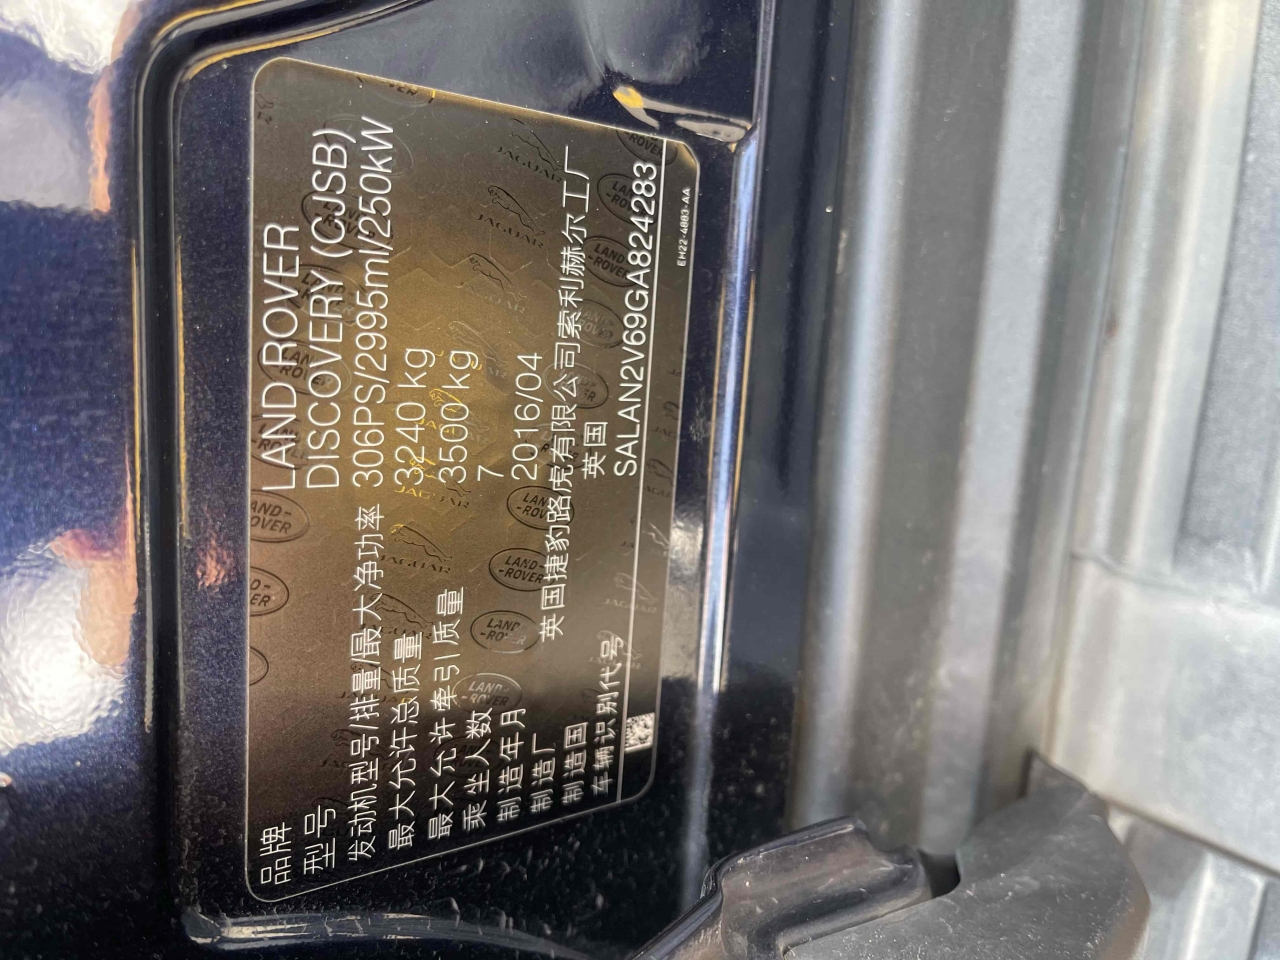 品牌 LAND ROVER
型号 DISCOVERY (CJSB)
发动机型号/排量/最大净功率 306PS/2995ml/250kW
最大允许总质量 3240 kg
最大允许牵引质量 3500 kg
乘坐人数 7
制造年月 2016/04
制造厂 英国捷豹路虎有限公司索利赫尔工厂
制造国 英国
车辆识别代号 SALAN2V69GA824283
EH22-4883-AA